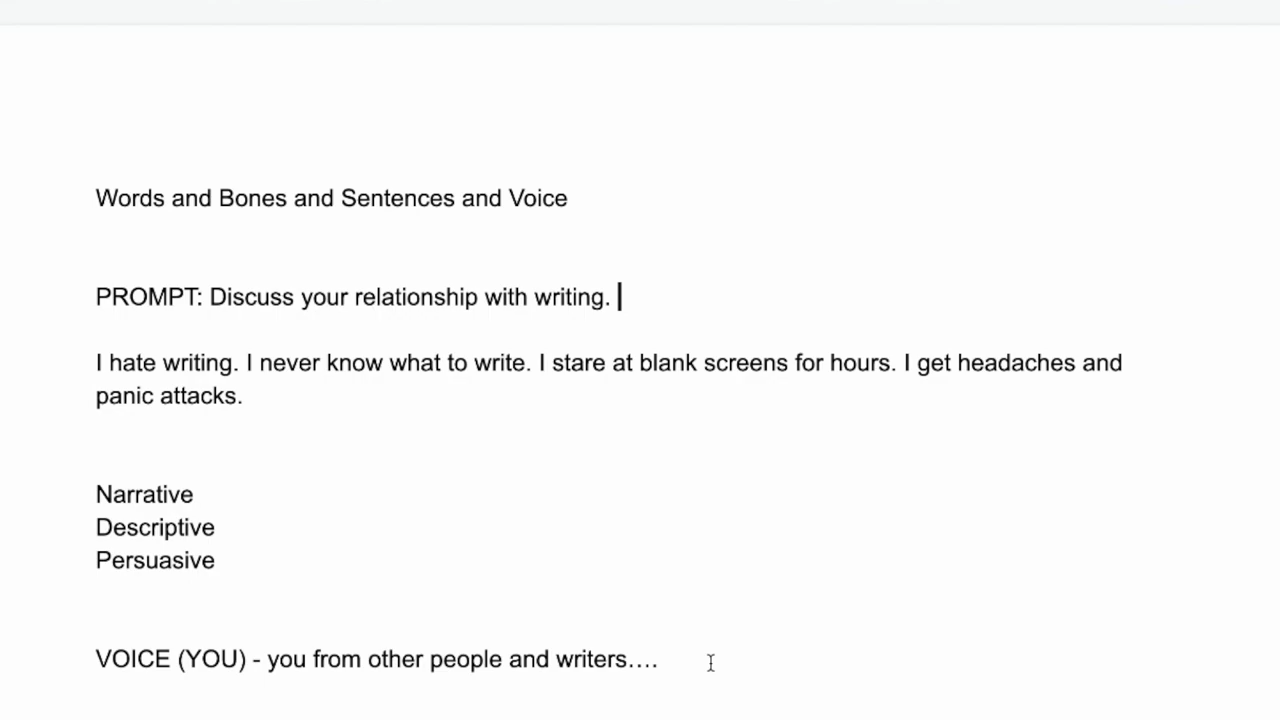 Words and Bones and Sentences and Voice
PROMPT: Discuss your relationship with writing.
I hate writing. I never know what to write. I stare at blank screens for hours. I get headaches and
panic attacks.
Narrative
Descriptive
Persuasive
VOICE (YOU) - you from other people and writers….